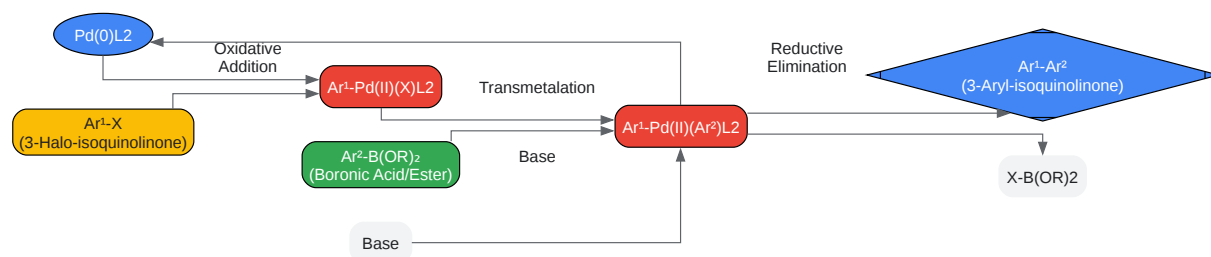 Pd(0)L2
Oxidative
Addition
Reductive
Elimination
Ar¹-Ar²
(3-Aryl-isoquinolinone)
Ar¹-Pd(II)(X)L2
Transmetalation
Ar¹-X
(3-Halo-isoquinolinone)
Ar¹-Pd(II)(Ar²)L2
Ar²-B(OR)₂
(Boronic Acid/Ester)
Base
X-B(OR)2
Base